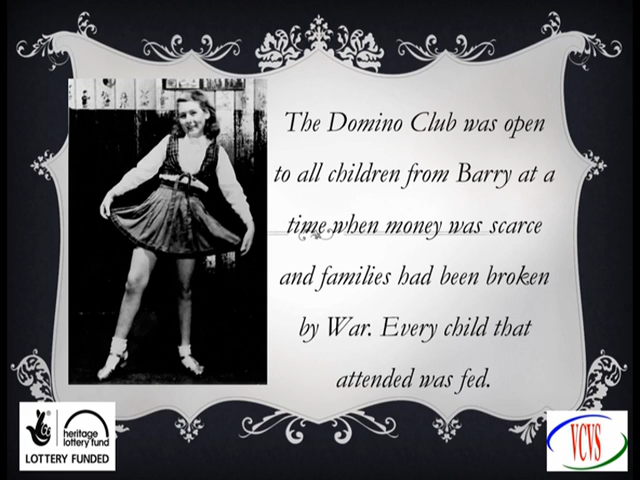 The Domino Club was open
to all children from Barry at a
time when money was scarce
and families had been broken
by War. Every child that
attended was fed.
heritage
lottery fund
LOTTERY FUNDED
VCVS